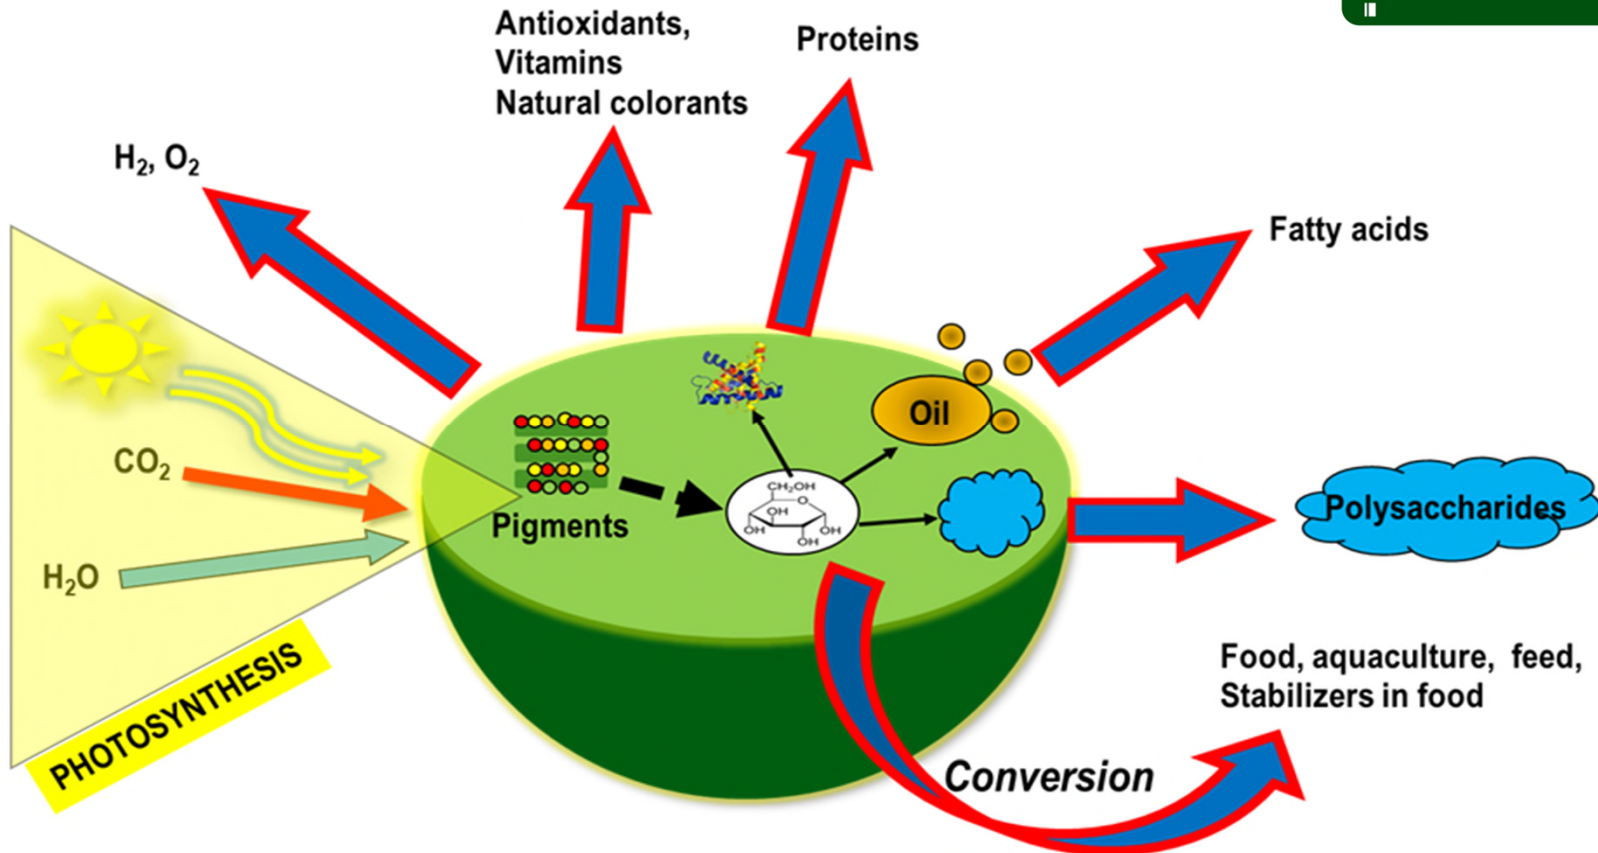 Antioxidants,
Vitamins
Natural colorants
Proteins
H₂, O₂
Fatty acids
Oil
CO₂
Pigments
CH₂OH
O
OH
OH
OH
OH
Polysaccharides
H₂O
PHOTOSYNTHESIS
Food, aquaculture, feed,
Stabilizers in food
Conversion